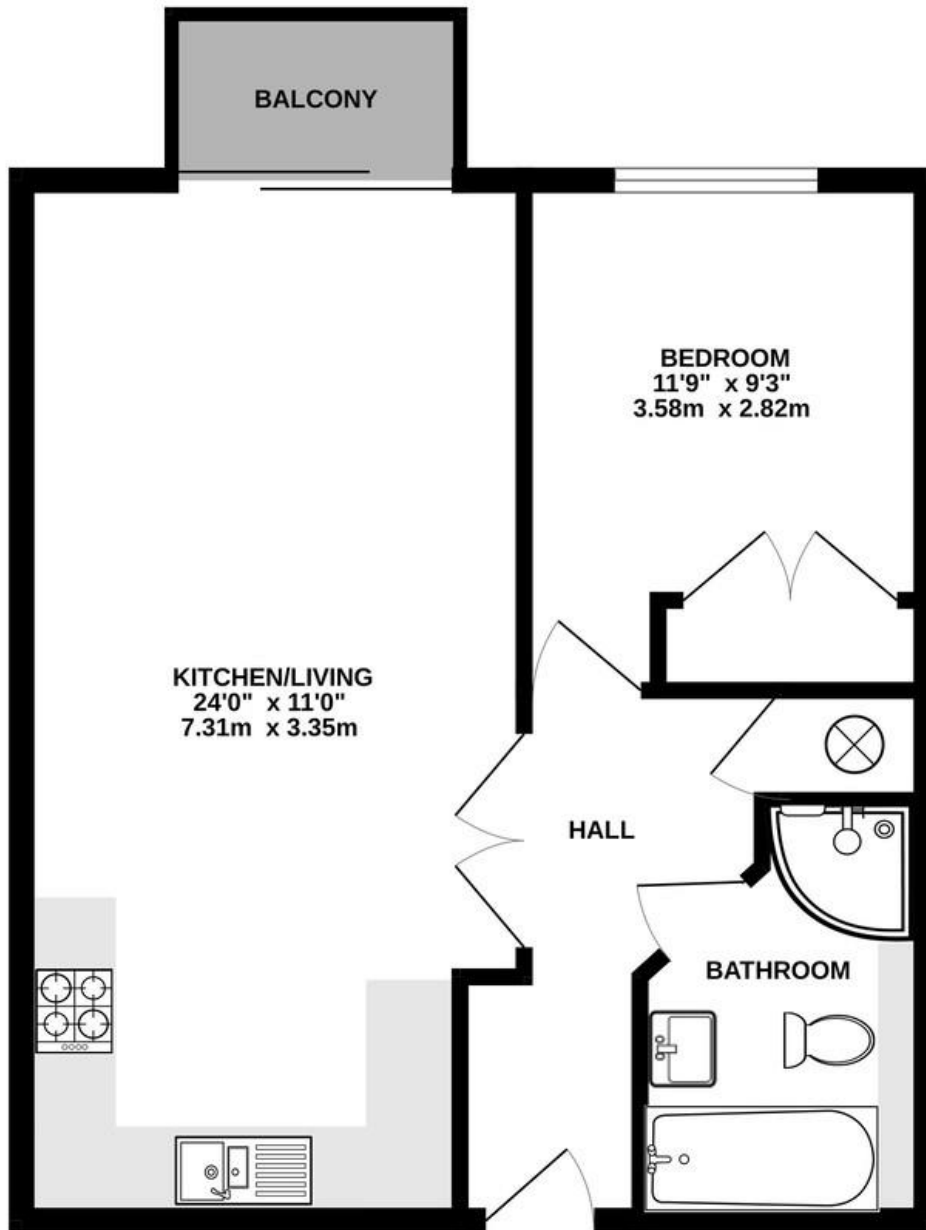 BALCONY
BEDROOM
11'9" x 9'3"
3.58m x 2.82m
KITCHEN/LIVING
24'0" x 11'0"
7.31m x 3.35m
HALL
BATHROOM